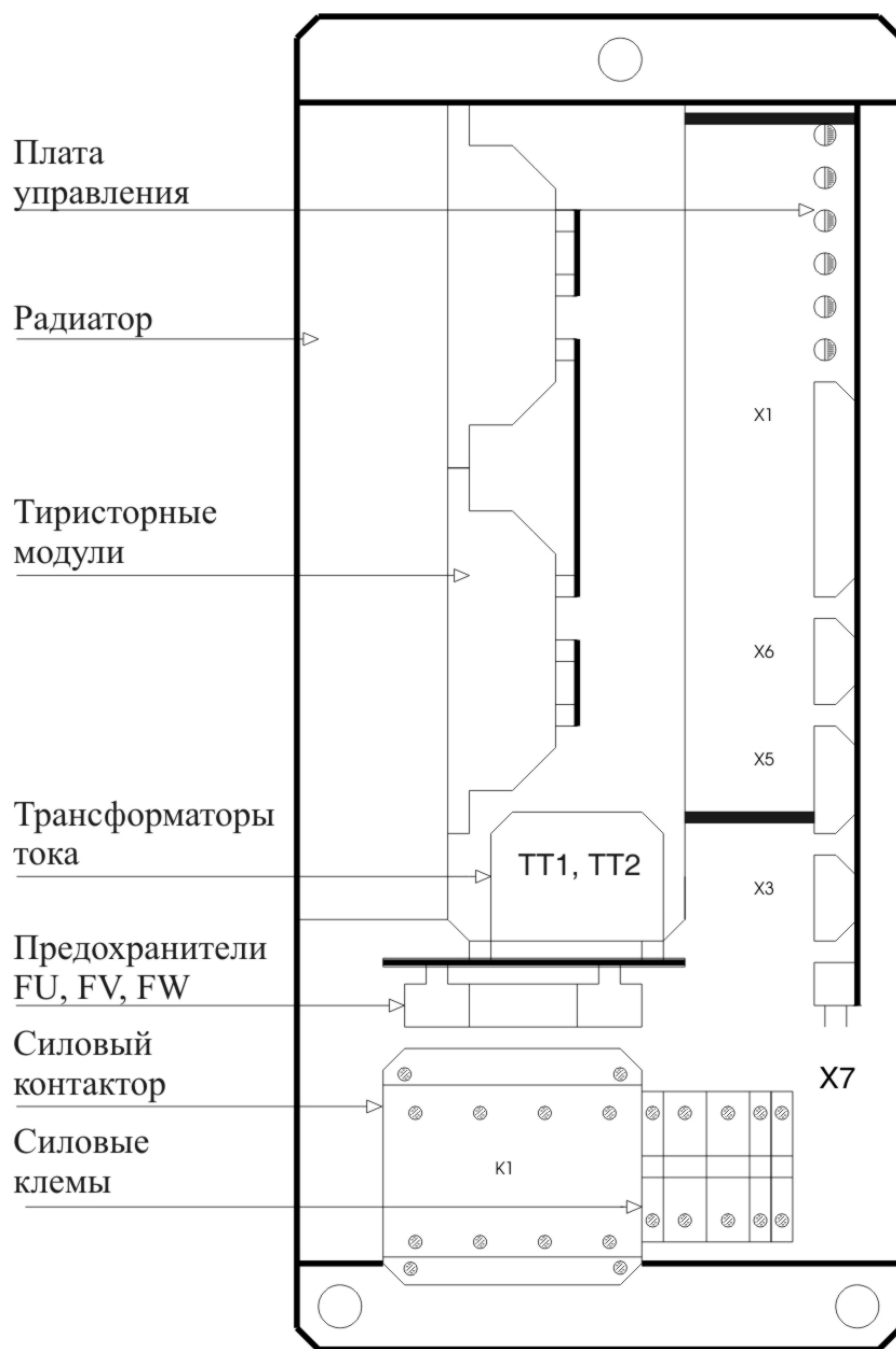 Плата
управления
Радиатор
X1
Тиристорные
модули
X6
X5
Трансформаторы
тока
TT1, TT2
X3
Предохранители
FU, FV, FW
Силовый
контактор
X7
Силовые
клемы
K1